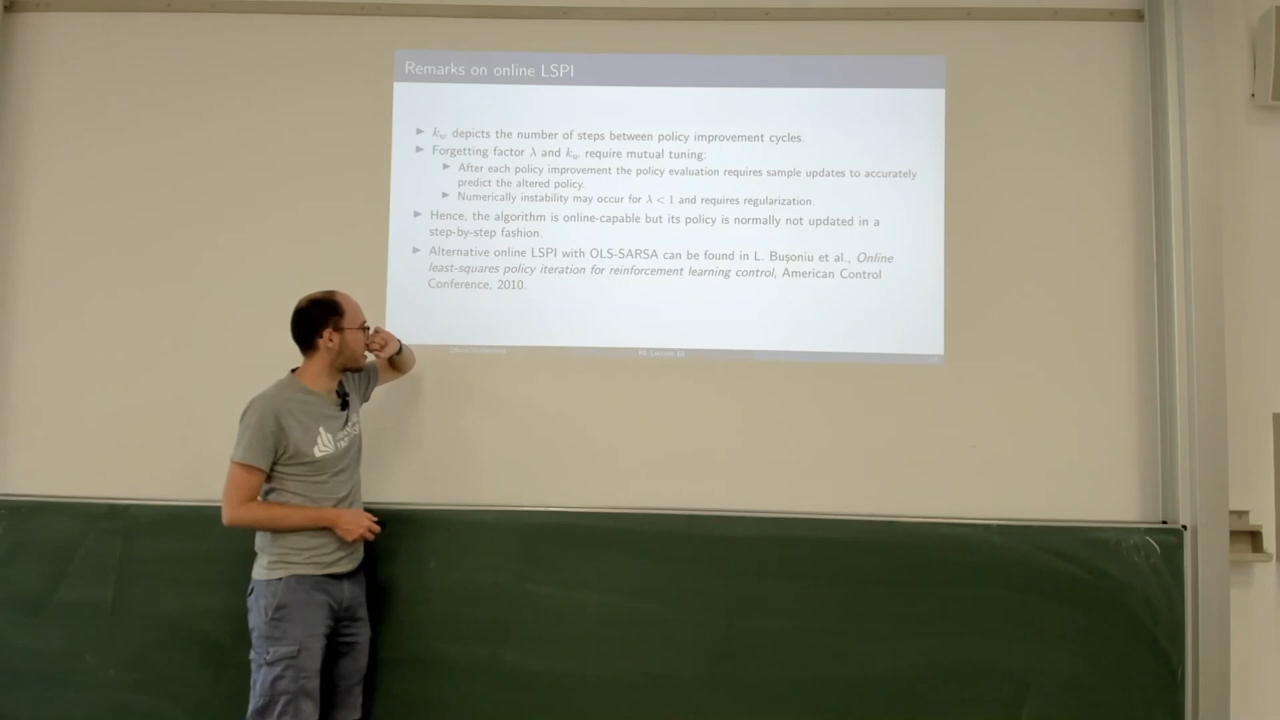 Remarks on online LSPI
▶ k_w depicts the number of steps between policy improvement cycles.
▶ Forgetting factor λ and k_w require mutual tuning:
▶ After each policy improvement the policy evaluation requires sample updates to accurately
predict the altered policy.
▶ Numerically instability may occur for λ < 1 and requires regularization.
▶ Hence, the algorithm is online-capable but its policy is normally not updated in a
step-by-step fashion.
▶ Alternative online LSPI with OLS-SARSA can be found in L. Buşoniu et al., Online
least-squares policy iteration for reinforcement learning control, American Control
Conference, 2010.